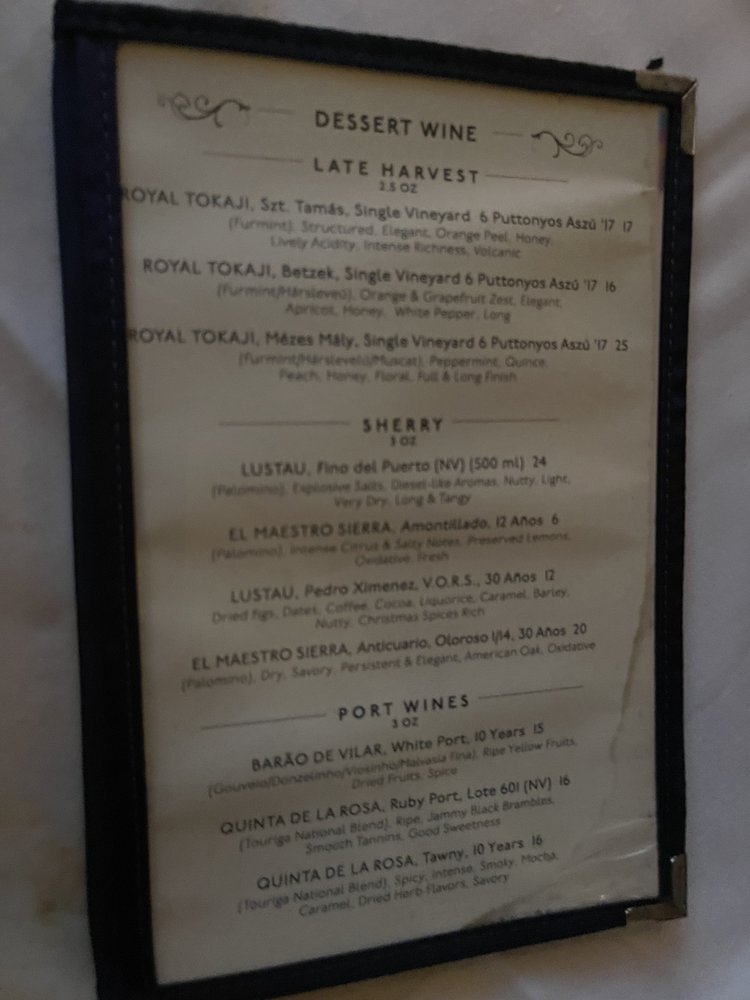 DESSERT WINE
LATE HARVEST
2.5 OZ
ROYAL TOKAJI, Szt. Tamás, Single Vineyard 6 Puttonyos Aszú '17 17
(Furmint). Structured, Elegant, Orange Peel, Honey,
Lively Acidity, Intense Richness, Volcanic
ROYAL TOKAJI, Betzek, Single Vineyard 6 Puttonyos Aszú '17 16
(Furmint/Hársleveú). Orange & Grapefruit Zest, Elegant,
Apricot, Honey, White Pepper, Long
ROYAL TOKAJI, Mézes Mály, Single Vineyard 6 Puttonyos Aszú '17 25
(Furmint/Hárslevelú/Muscat). Peppermint, Quince,
Peach, Honey, Floral, Full & Long Finish
SHERRY
3 OZ
LUSTAU, Fino del Puerto (NV) (500 ml) 24
(Palomino). Explosive Salts, Diesel-like Aromas, Nutty, Light,
Very Dry, Long & Tangy
EL MAESTRO SIERRA, Amontillado, 12 Años 6
(Palomino). Intense Citrus & Salty Notes, Preserved Lemons,
Oxidative, Fresh
LUSTAU, Pedro Ximenez, V.O.R.S., 30 Años 12
Dried figs, Dates, Coffee, Cocoa, Liquorice, Caramel, Barley,
Nutty, Christmas Spices Rich
EL MAESTRO SIERRA, Anticuario, Oloroso 1/14, 30 Años 20
(Palomino), Dry, Savory, Persistent & Elegant, American Oak, Oxidative
PORT WINES
3 OZ
BARÃO DE VILAR, White Port, 10 Years 15
(Gouveio/Donzelinho/Viosinho/Malvasia Fina). Ripe Yellow Fruits,
Dried Fruits, Spice
QUINTA DE LA ROSA, Ruby Port, Lote 601 (NV) 16
(Touriga National Blend). Ripe, Jammy Black Brambles,
Smooth Tannins, Good Sweetness
QUINTA DE LA ROSA, Tawny, 10 Years 16
(Touriga National Blend). Spicy, Intense, Smoky, Mocha,
Caramel, Dried Herb Flavors, Savory